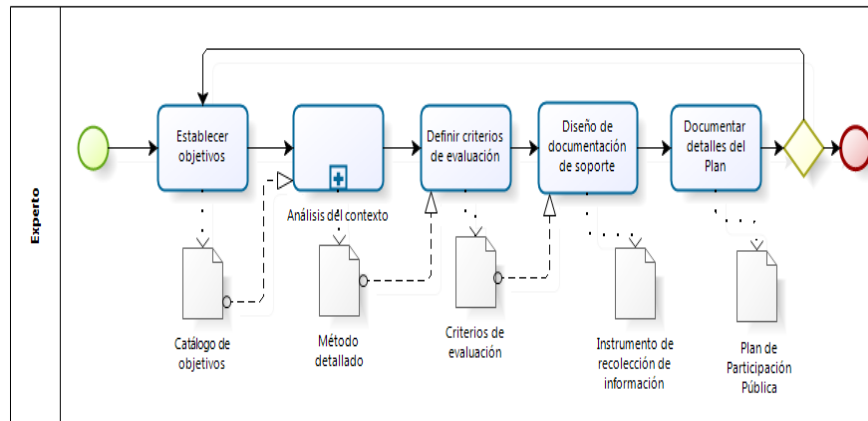 Experto
Establecer
objetivos
Análisis del contexto
Definir criterios
de evaluación
Diseño de
documentación
de soporte
Documentar
detalles del
Plan
Catálogo de
objetivos
Método
detallado
Criterios de
evaluación
Instrumento de
recolección de
información
Plan de
Participación
Pública